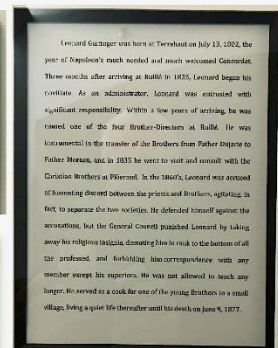 Leonard Guittoger was born at Terrehaut on July 13, 1802, the
year of Napoleon's much needed and much welcomed Concordat.
Three months after arriving at Ruillé in 1825, Leonard began his
novitiate. As an administrator, Leonard was entrusted with
significant responsibility. Within a few years of arriving, he was
named one of the four Brother-Directors at Ruillé. He was
instrumental in the transfer of the Brothers from Father Dujarie to
Father Moreau, and in 1835 he went to visit and consult with the
Christian Brothers at Ploërmel. In the 1860's, Leonard was accused
of fomenting discord between the priests and Brothers, agitating, in
fact, to separate the two societies. He defended himself against the
accusations, but the General Council punished Leonard by taking
away his religious insignia, demoting him in rank to the bottom of all
the professed, and forbidding him correspondence with any
member except his superiors. He was not allowed to teach any
longer. He served as a cook for one of the young Brothers in a small
village, living a quiet life thereafter until his death on June 9, 1877.